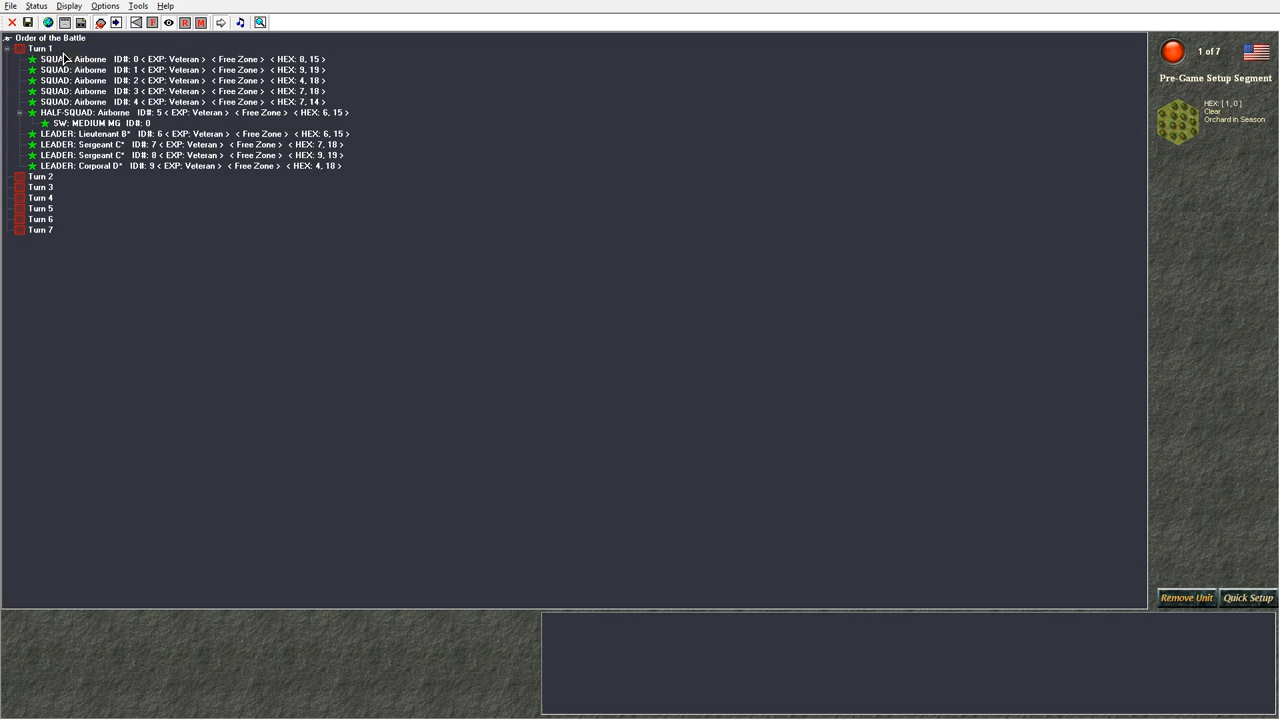 File Status Display Options Tools Help
Order of the Battle
1 of 7
Turn 1
SQUAD: Airborne ID#: 0 < EXP: Veteran > < Free Zone > < HEX: 8, 15 >
SQUAD: Airborne ID#: 1 < EXP: Veteran > < Free Zone > < HEX: 9, 19 >
SQUAD: Airborne ID#: 2 < EXP: Veteran > < Free Zone > < HEX: 4, 18 >
SQUAD: Airborne ID#: 3 < EXP: Veteran > < Free Zone > < HEX: 7, 18 >
SQUAD: Airborne ID#: 4 < EXP: Veteran > < Free Zone > < HEX: 7, 14 >
HALF-SQUAD: Airborne ID#: 5 < EXP: Veteran > < Free Zone > < HEX: 6, 15 >
SW: MEDIUM MG ID#: 0
LEADER: Lieutenant B* ID#: 6 < EXP: Veteran > < Free Zone > < HEX: 6, 15 >
LEADER: Sergeant C* ID#: 7 < EXP: Veteran > < Free Zone > < HEX: 7, 18 >
LEADER: Sergeant C* ID#: 8 < EXP: Veteran > < Free Zone > < HEX: 9, 19 >
LEADER: Corporal D* ID#: 9 < EXP: Veteran > < Free Zone > < HEX: 4, 18 >
Turn 2
Turn 3
Turn 4
Turn 5
Turn 6
Turn 7
Pre-Game Setup Segment
HEX: [ 1, 0 ]
Clear
Orchard in Season
Remove Unit Quick Setup